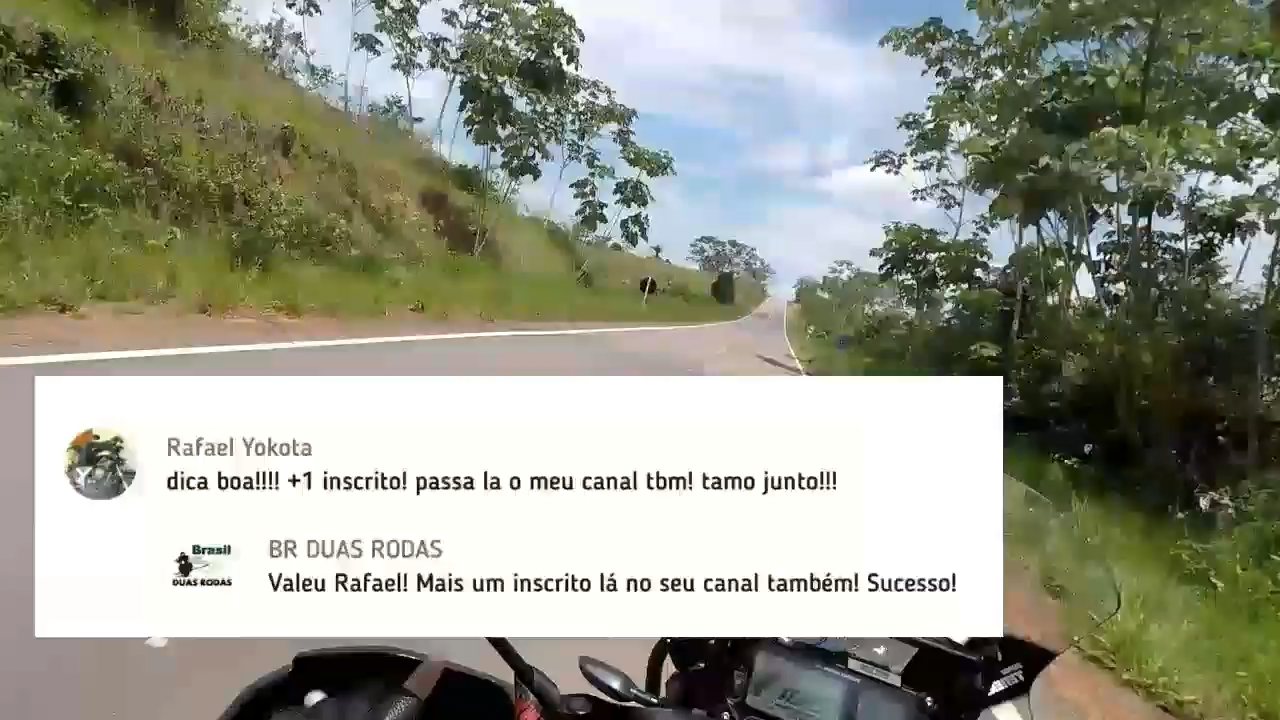 Rafael Yokota
dica boa!!!! +1 inscrito! passa la o meu canal tbm! tamo junto!!!
BR DUAS RODAS
Brasil
DUAS RODAS
Valeu Rafael! Mais um inscrito lá no seu canal também! Sucesso!